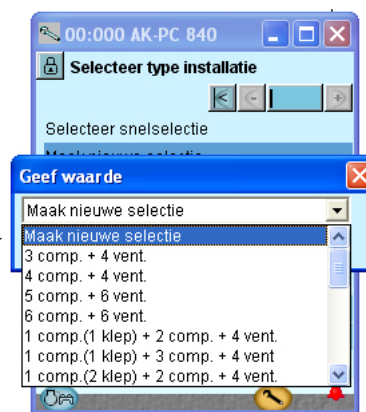 00:000 AK-PC 840
Selecteer type installatie
Selecteer snelselectie
Maak nieuwe selectie
Geef waarde
Maak nieuwe selectie
Maak nieuwe selectie
3 comp. + 4 vent.
4 comp. + 4 vent.
5 comp. + 6 vent.
6 comp. + 6 vent.
1 comp.(1 klep) + 2 comp. + 4 vent.
1 comp.(1 klep) + 3 comp. + 4 vent
1 comp.(2 klep) + 2 comp. + 4 vent.